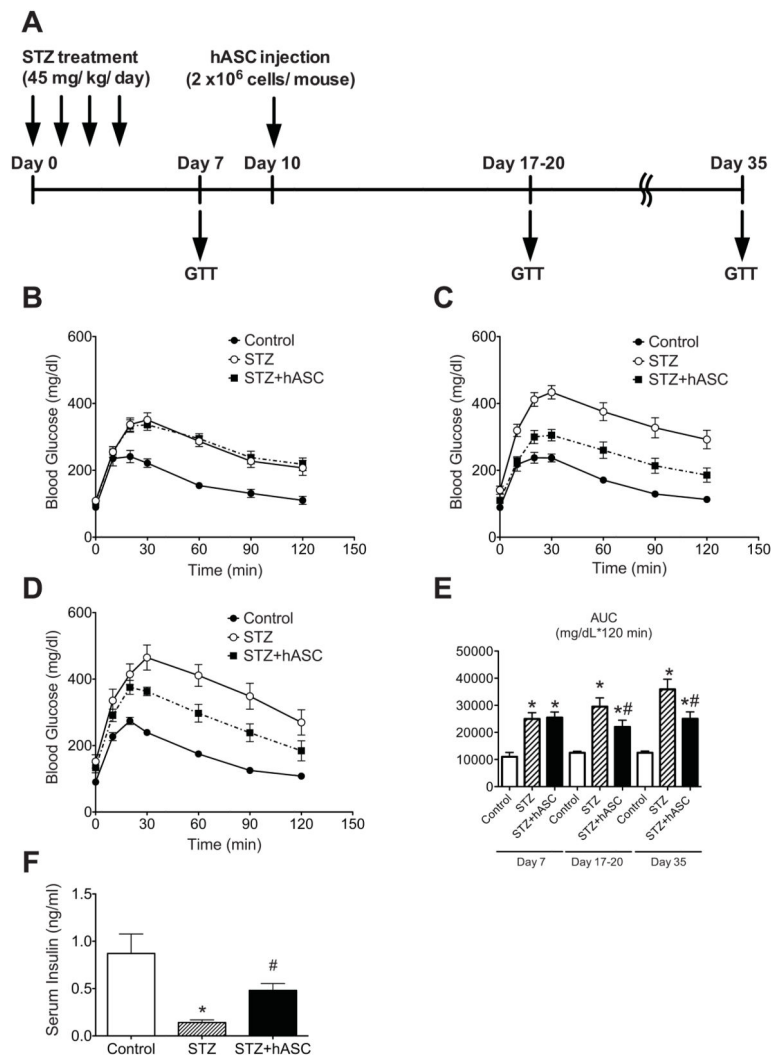 A
STZ treatment
(45 mg/ kg/ day)
hASC injection
(2 x10⁶ cells/ mouse)
Day 0
Day 7
Day 10
Day 17-20
Day 35
GTT
GTT
GTT
B
Blood Glucose (mg/dl)
600
400
200
0
Control
STZ
STZ+hASC
0
30
60
90
120
150
Time (min)
C
Blood Glucose (mg/dl)
600
400
200
0
Control
STZ
STZ+hASC
0
30
60
90
120
150
Time (min)
D
Blood Glucose (mg/dl)
600
400
200
0
Control
STZ
STZ+hASC
0
30
60
90
120
150
Time (min)
E
AUC
(mg/dL*120 min)
50000
40000
30000
20000
10000
0
*
*
*
*#
*
*#
Control
STZ
STZ+hASC
Control
STZ
STZ+hASC
Control
STZ
STZ+hASC
Day 7
Day 17-20
Day 35
F
Serum Insulin (ng/ml)
1.5
1.0
0.5
0.0
*
#
Control
STZ
STZ+hASC